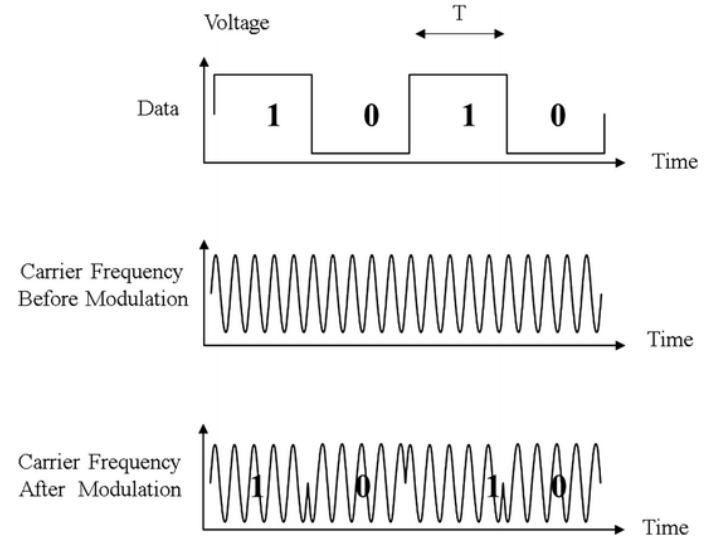 Voltage
T
Data
1 0 1 0
Time
Carrier Frequency
Before Modulation
Time
Carrier Frequency
After Modulation
1 0 1 0
Time